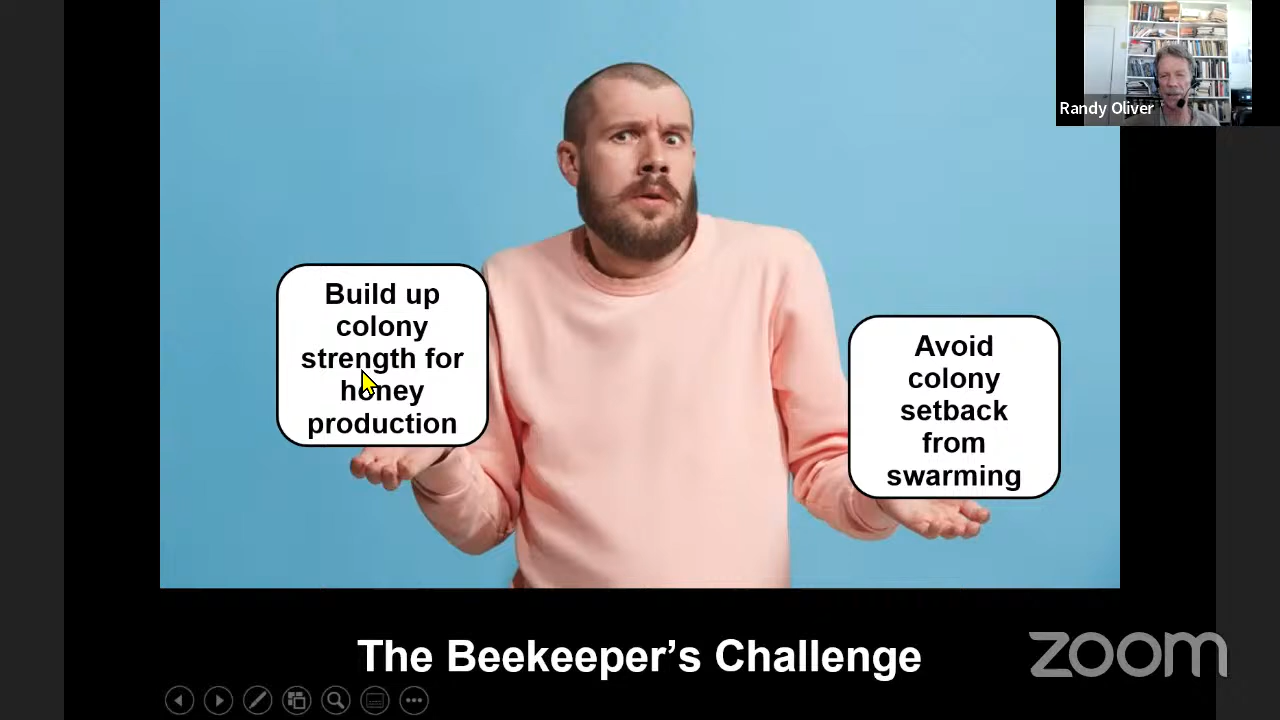 Randy Oliver
Build up
colony
strength for
honey
production
Avoid
colony
setback
from
swarming
The Beekeeper's Challenge
zoom